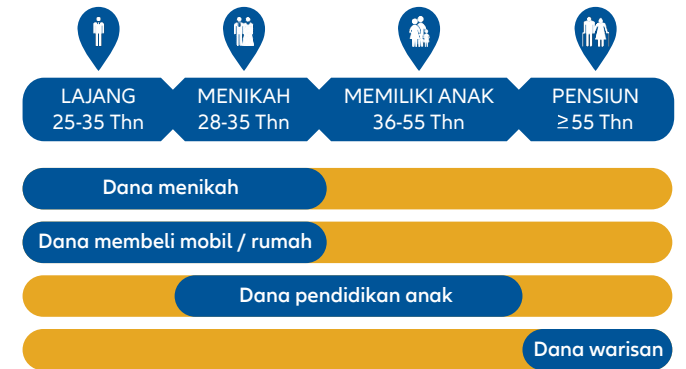 LAJANG
25-35 Thn
MENIKAH
28-35 Thn
MEMILIKI ANAK
36-55 Thn
PENSIUN
≥55 Thn
Dana menikah
Dana membeli mobil / rumah
Dana pendidikan anak
Dana warisan